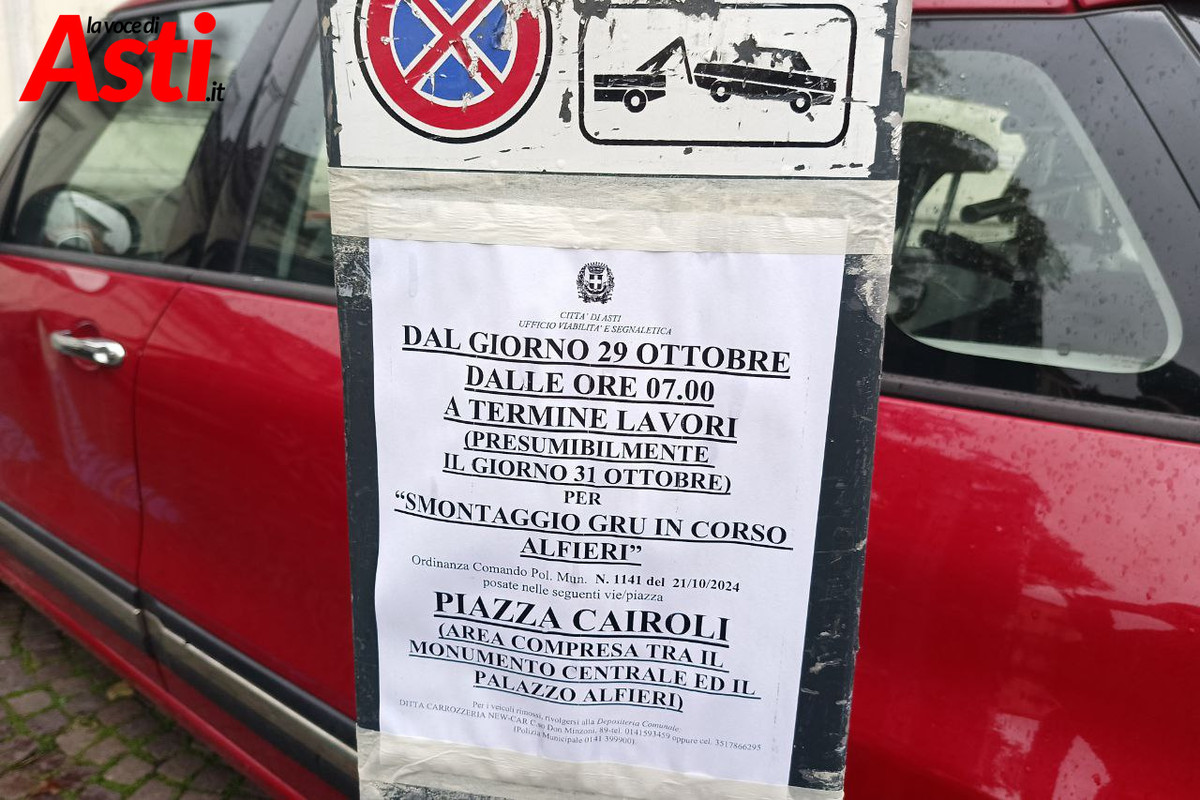 la voce di
Asti.it
CITTA' DI ASTI
UFFICIO VIABILITA' E SEGNALETICA
DAL GIORNO 29 OTTOBRE
DALLE ORE 07.00
A TERMINE LAVORI
(PRESUMIBILMENTE
IL GIORNO 31 OTTOBRE)
PER
“SMONTAGGIO GRU IN CORSO
ALFIERI”
Ordinanza Comando Pol. Mun. N. 1141 del 21/10/2024
posate nelle seguenti vie/piazza
PIAZZA CAIROLI
(AREA COMPRESA TRA IL
MONUMENTO CENTRALE ED IL
PALAZZO ALFIERI)
Per i veicoli rimossi, rivolgersi alla Depositeria Comunale:
DITTA CARROZZERIA NEW-CAR C.so Don Minzoni, 89-tel. 0141593459 oppure cel. 3517866295
(Polizia Municipale 0141 399900)